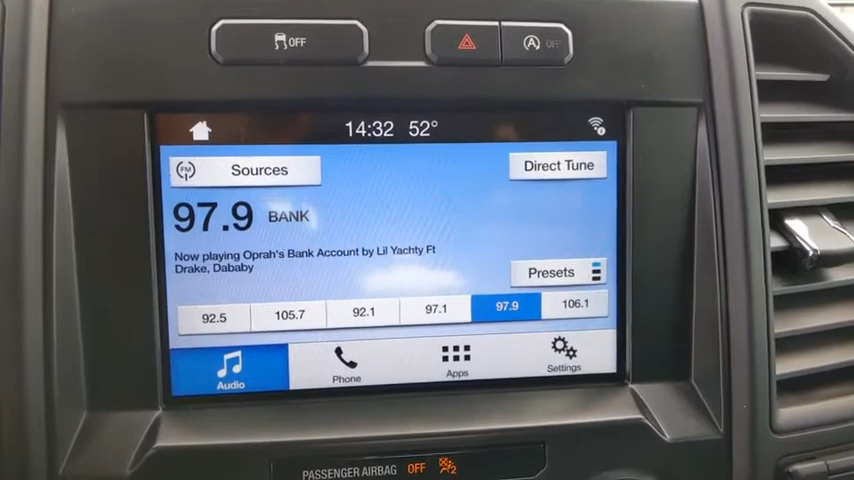 OFF
A OFF
14:32 52°
FM Sources
Direct Tune
97.9 BANK
Now playing Oprah's Bank Account by Lil Yachty Ft
Drake, Dababy
Presets
92.5 105.7 92.1 97.1 97.9 106.1
Audio Phone Apps Settings
PASSENGER AIRBAG OFF 2